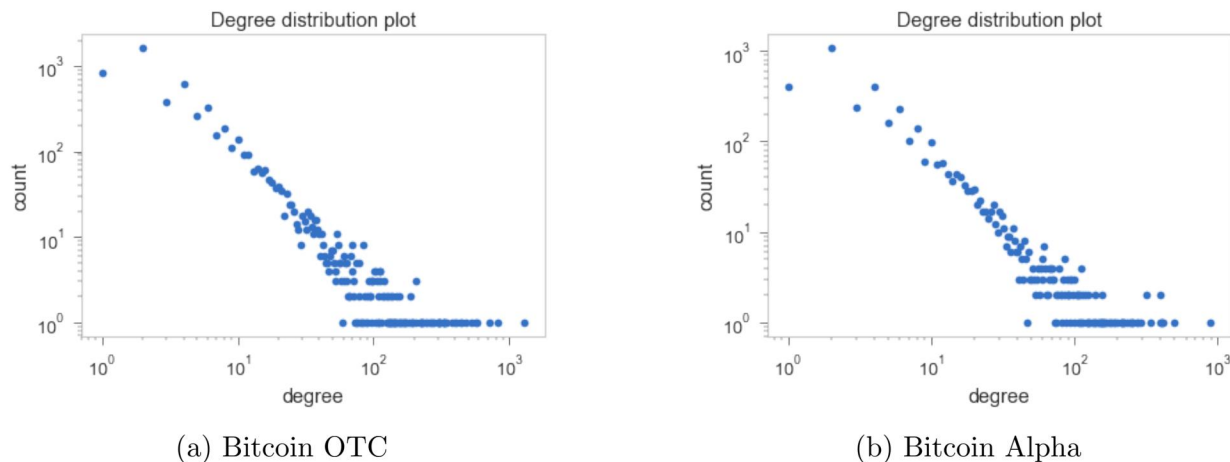 Degree distribution plot
10^3
10^2
10^1
10^0
count
10^0 10^1 10^2 10^3
degree
(a) Bitcoin OTC
Degree distribution plot
10^3
10^2
10^1
10^0
count
10^0 10^1 10^2 10^3
degree
(b) Bitcoin Alpha